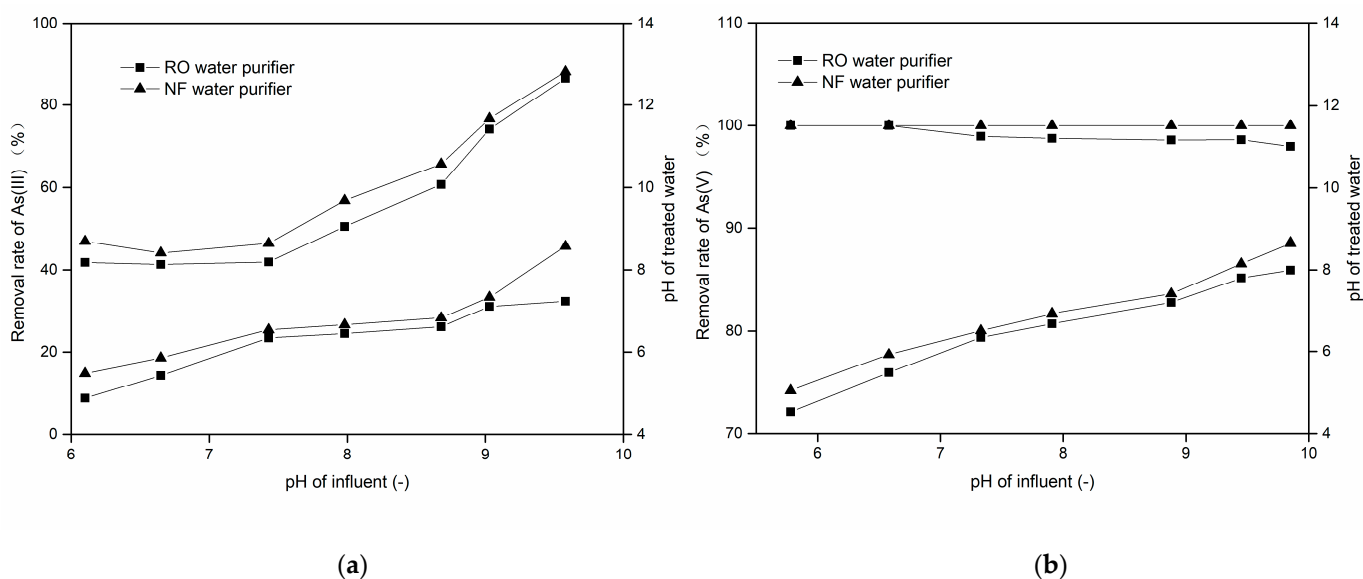 100
80
60
40
20
0
Removal rate of As(III) (%)
RO water purifier
NF water purifier
14
12
10
8
6
4
pH of treated water
6 7 8 9 10
pH of influent (-)
(a)
110
100
90
80
70
Removal rate of As(V) (%)
RO water purifier
NF water purifier
14
12
10
8
6
4
pH of treated water
6 7 8 9 10
pH of influent (-)
(b)